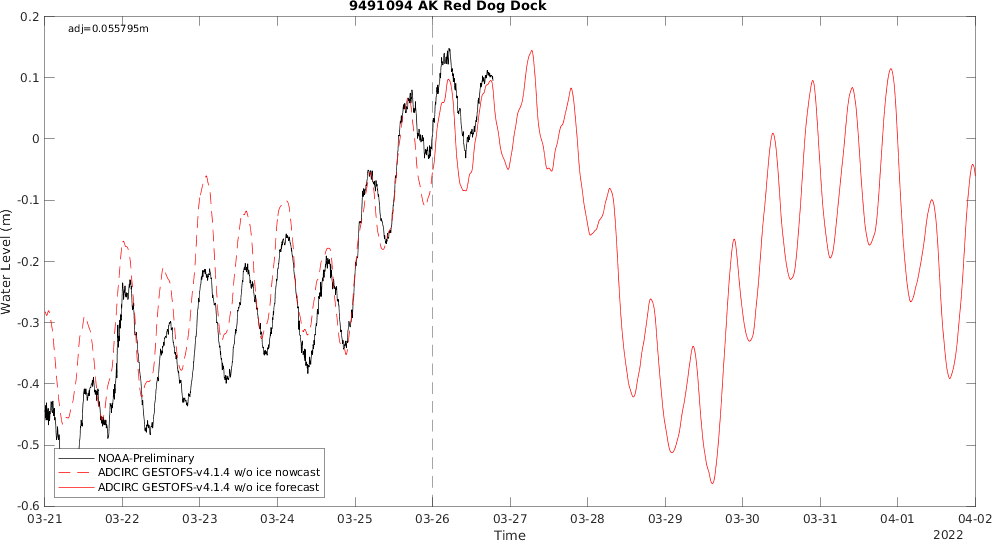 9491094 AK Red Dog Dock
adj=0.055795m
0.2
0.1
0
-0.1
-0.2
-0.3
-0.4
-0.5
-0.6
Water Level (m)
NOAA-Preliminary
ADCIRC GESTOFS-v4.1.4 w/o ice nowcast
ADCIRC GESTOFS-v4.1.4 w/o ice forecast
03-21 03-22 03-23 03-24 03-25 03-26 03-27 03-28 03-29 03-30 03-31 04-01 04-02
Time
2022